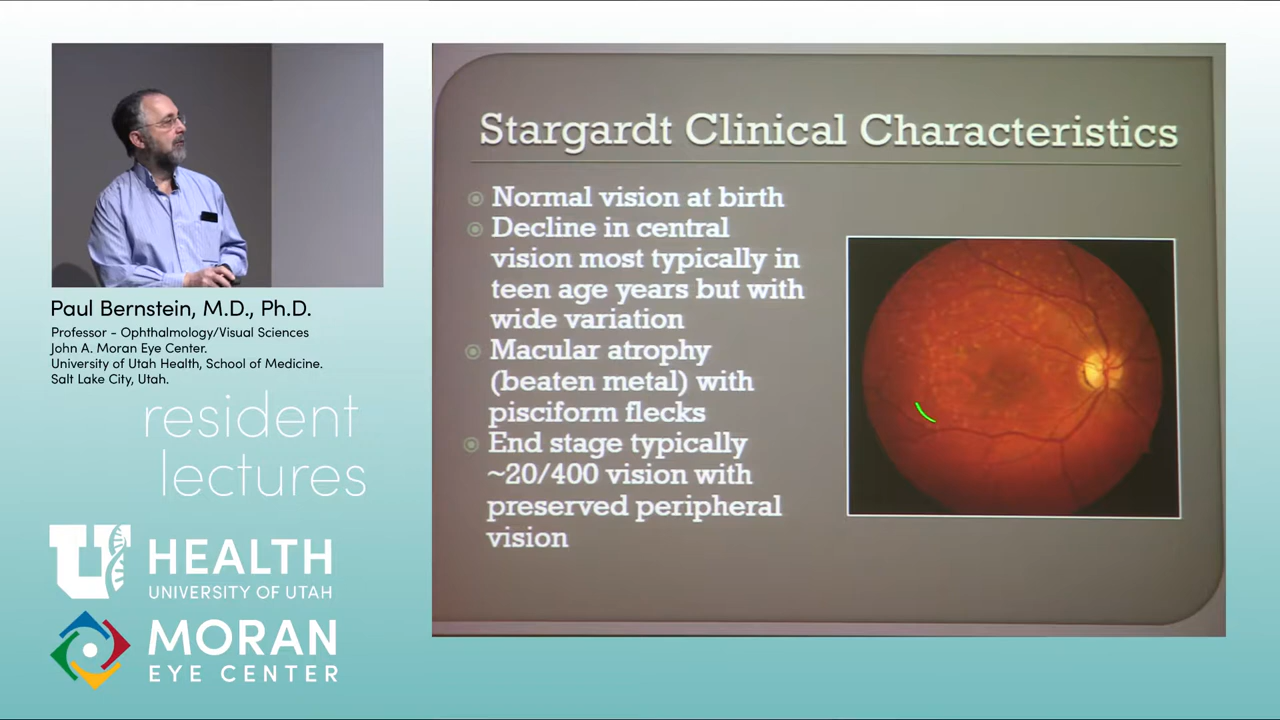 Stargardt Clinical Characteristics
Normal vision at birth
Decline in central
vision most typically in
teen age years but with
wide variation
Macular atrophy
(beaten metal) with
pisciform flecks
End stage typically
~20/400 vision with
preserved peripheral
vision
Paul Bernstein, M.D., Ph.D.
Professor - Ophthalmology/Visual Sciences
John A. Moran Eye Center.
University of Utah Health, School of Medicine.
Salt Lake City, Utah.
resident
lectures
U HEALTH
UNIVERSITY OF UTAH
MORAN
EYE CENTER